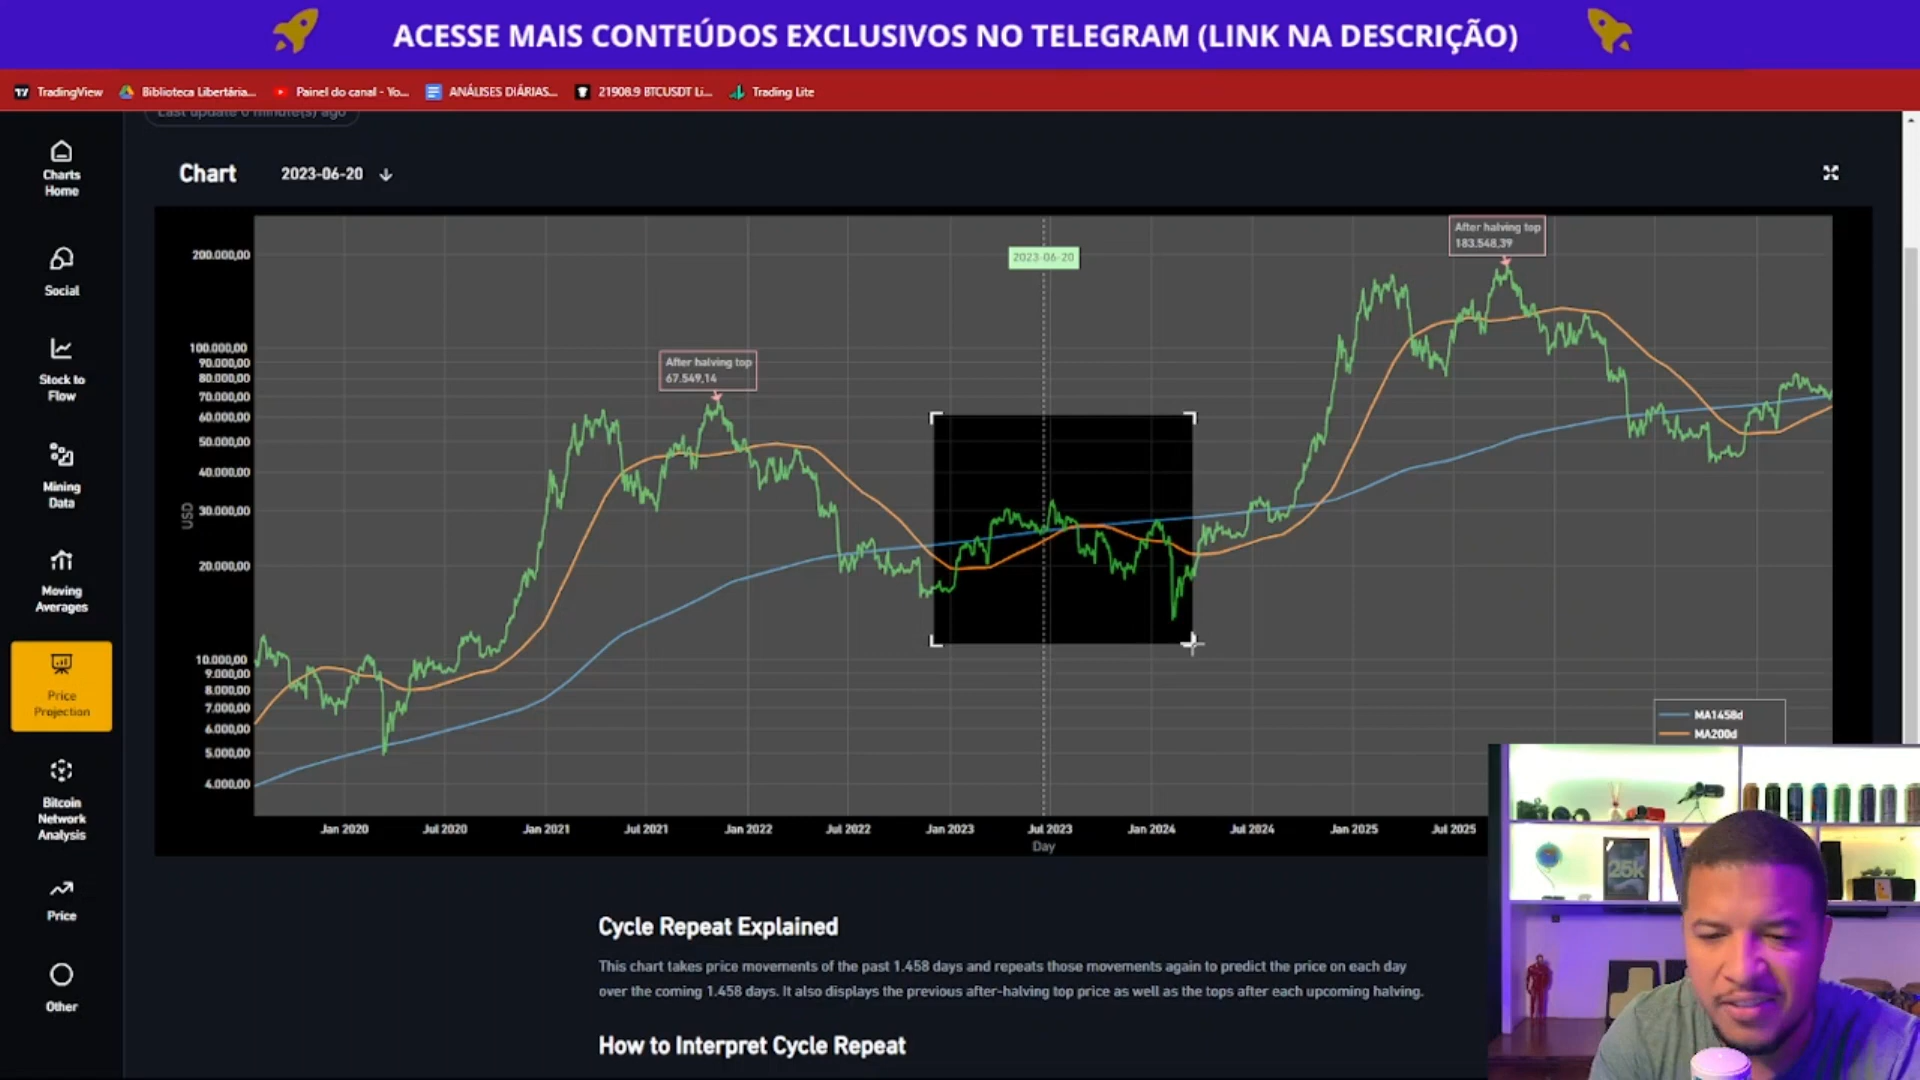 ACESSE MAIS CONTEÚDOS EXCLUSIVOS NO TELEGRAM (LINK NA DESCRIÇÃO)
TradingView
Biblioteca Libertária...
Painel do canal - Yo...
ANÁLISES DIÁRIAS...
21908.9 BTCUSDT Li...
Trading Lite
Last update 0 minute(s) ago
Charts
Home
Social
Stock to
Flow
Mining
Data
Moving
Averages
Price
Projection
Bitcoin
Network
Analysis
Price
Other
Chart 2023-06-20
After halving top
183.548,39
2023-06-20
After halving top
67.549,14
200.000,00
100.000,00
90.000,00
80.000,00
70.000,00
60.000,00
50.000,00
40.000,00
30.000,00
20.000,00
10.000,00
9.000,00
8.000,00
7.000,00
6.000,00
5.000,00
4.000,00
USD
MA1458d
MA200d
Jan 2020 Jul 2020 Jan 2021 Jul 2021 Jan 2022 Jul 2022 Jan 2023 Jul 2023 Jan 2024 Jul 2024 Jan 2025 Jul 2025
Day
25k
Cycle Repeat Explained
This chart takes price movements of the past 1.458 days and repeats those movements again to predict the price on each day
over the coming 1.458 days. It also displays the previous after-halving top price as well as the tops after each upcoming halving.
How to Interpret Cycle Repeat